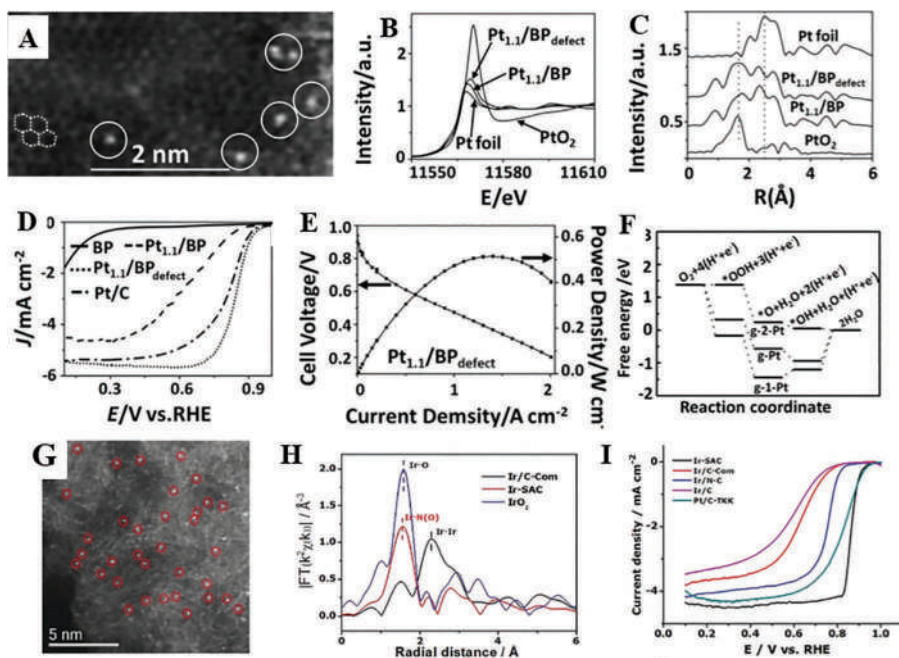 A
2 nm
B
Intensity/a.u.
2
1
0
Pt1.1/BPdefect
Pt1.1/BP
Pt foil
PtO2
11550
11580
11610
E/eV
C
Intensity/a.u.
1.5
0.5
Pt foil
Pt1.1/BPdefect
Pt1.1/BP
PtO2
0
2
4
6
R(Å)
D
J/mA cm-2
0
-2
-4
-6
BP
Pt1.1/BP
Pt1.1/BPdefect
Pt/C
0.3
0.6
0.9
E/V vs.RHE
E
Cell Voltage/V
1.0
0.8
0.6
0.4
0.2
Pt1.1/BPdefect
0
1
2
Current Demsity/A cm-2
0.6
0.4
0.2
0.0
Power Density/W cm-
F
Free energy /eV
3
2
1
0
-1
-2
O2+4(H++e-)
*OOH+3(H++e-)
*O+H2O+2(H++e-)
*OH+H2O+(H++e-)
2H2O
g-2-Pt
g-Pt
g-1-Pt
Reaction coordinate
G
5 nm
H
|FT(k2χ(k))| / Å-3
2.0
1.5
1.0
0.5
0.0
Ir-O
Ir-N(O)
Ir-Ir
Ir/C-Com
Ir-SAC
IrO2
0
2
4
6
Radial distance / Å
I
Current density / mA cm-2
0
-2
-4
Ir-SAC
Ir/C-Com
Ir/N-C
Ir/C
Pt/C-TKK
0.2
0.4
0.6
0.8
1.0
E / V vs. RHE